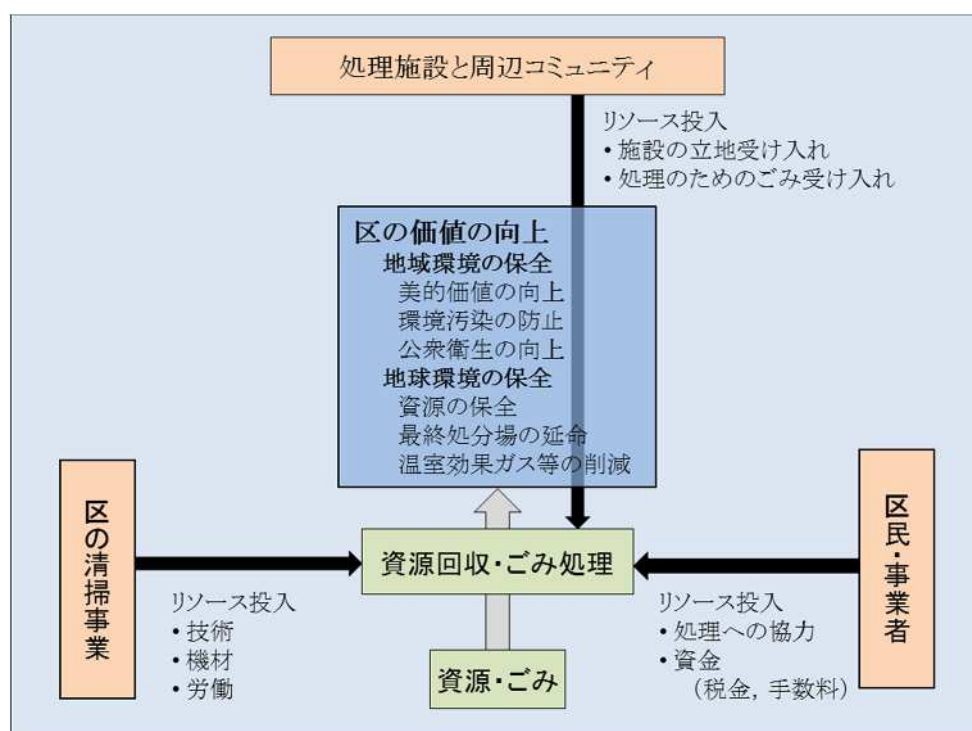 処理施設と周辺コミュニティ
リソース投入
・施設の立地受け入れ
・処理のためのごみ受け入れ
区の価値の向上
地域環境の保全
美的価値の向上
環境汚染の防止
公衆衛生の向上
地球環境の保全
資源の保全
最終処分場の延命
温室効果ガス等の削減
区の清掃事業
リソース投入
・技術
・機材
・労働
資源回収・ごみ処理
資源・ごみ
区民・事業者
リソース投入
・処理への協力
・資金
（税金, 手数料）